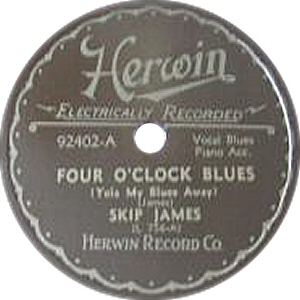 Herwin
ELECTRICALLY RECORDED
92402-A
Vocal Blues
Piano Acc.
FOUR O'CLOCK BLUES
(Yola My Blues Away)
(James)
SKIP JAMES
(L 756-A)
HERWIN RECORD CO.